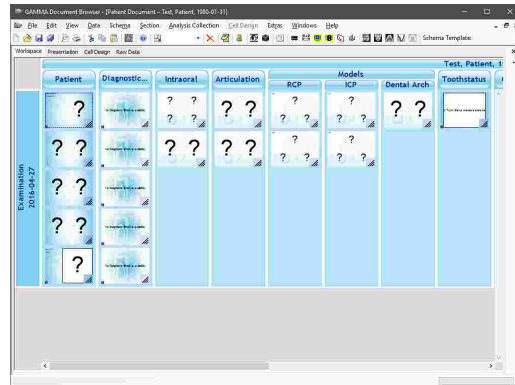 GAMMA Document Browser - [Patient Document - Test, Patient, 1980-01-31]
File Edit View Data Schema Section Analysis Collection Cell Design Extras Windows Help
Schema Template:
Workspace Presentation Cell Design Raw Data
Test, Patient, 1
Patient Diagnostic... Intraoral Articulation Models Toothstatus
RCP ICP Dental Arch
Examination
2016-04-27
? ? ? ? ? ? ? ? ? ?
? ? ? ? ? ?
? ? ? ? ? ? ? ?
? ? ? ?
? ?
? ?
?